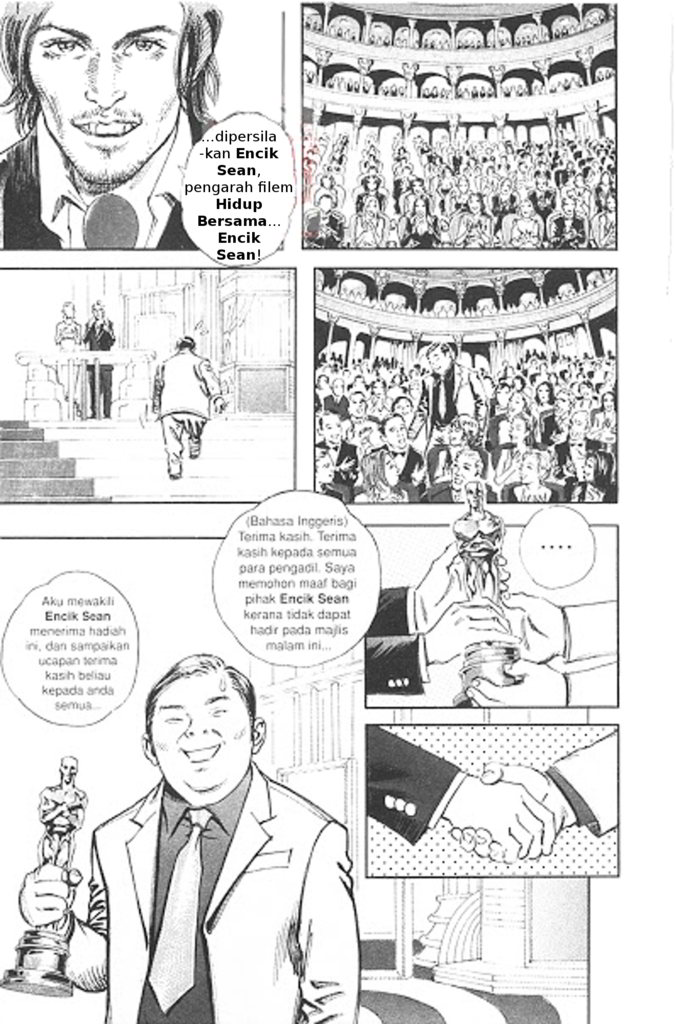 ...dipersila
-kan Encik
Sean,
pengarah filem
Hidup
Bersama...
Encik
Sean!
(Bahasa Inggeris)
Terima kasih. Terima
kasih kepada semua
para pengadil. Saya
memohon maaf bagi
pihak Encik Sean
kerana tidak dapat
hadir pada majlis
malam ini...
....
Aku mewakili
Encik Sean
menerima hadiah
ini, dan sampaikan
ucapan terima
kasih beliau
kepada anda
semua...